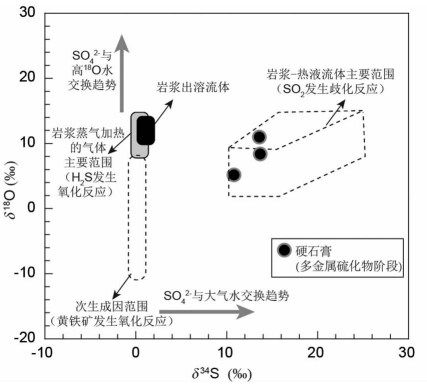 30
20
10
0
-10
-20
-10
0
10
20
30
δ¹⁸O (‰)
δ³⁴S (‰)
SO₄²⁻与
高¹⁸O水
交换趋势
岩浆出溶流体
岩浆-热液流体主要范围
(SO₂发生歧化反应)
岩浆蒸气加热
的气体
主要范围
(H₂S发生
氧化反应)
硬石膏
(多金属硫化物阶段)
SO₄²⁻与大气水交换趋势
次生成因范围
(黄铁矿发生氧化反应)